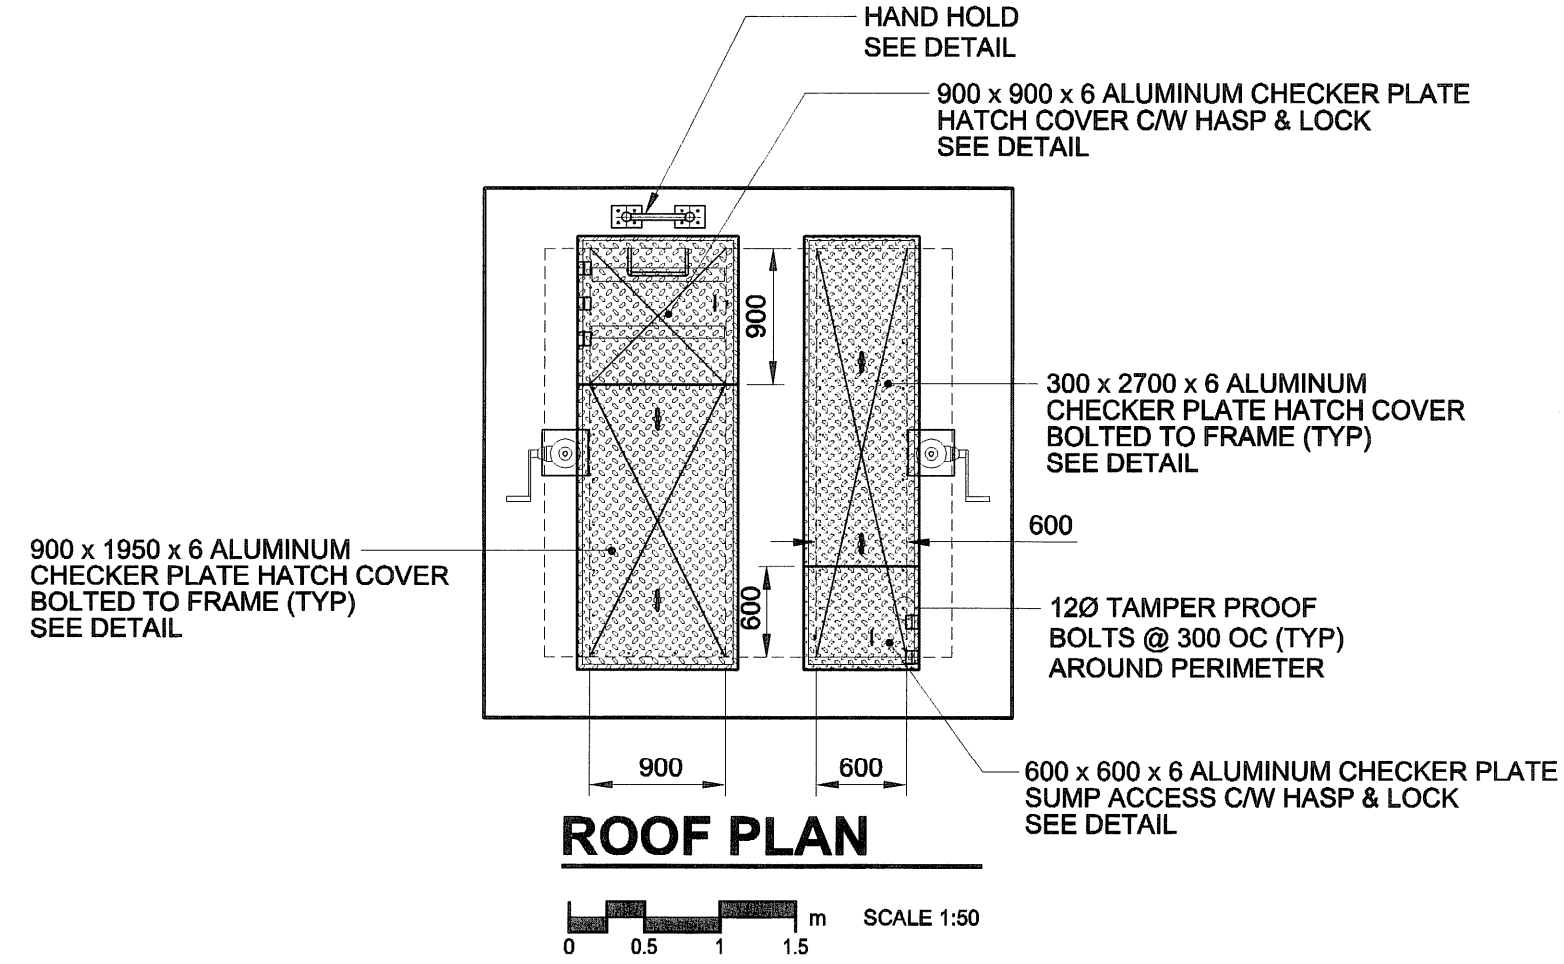 HAND HOLD
SEE DETAIL
900 x 900 x 6 ALUMINUM CHECKER PLATE
HATCH COVER C/W HASP & LOCK
SEE DETAIL
900
300 x 2700 x 6 ALUMINUM
CHECKER PLATE HATCH COVER
BOLTED TO FRAME (TYP)
SEE DETAIL
600
900 x 1950 x 6 ALUMINUM
CHECKER PLATE HATCH COVER
BOLTED TO FRAME (TYP)
SEE DETAIL
600
12Ø TAMPER PROOF
BOLTS @ 300 OC (TYP)
AROUND PERIMETER
900
600
600 x 600 x 6 ALUMINUM CHECKER PLATE
SUMP ACCESS C/W HASP & LOCK
SEE DETAIL
ROOF PLAN
m SCALE 1:50
0 0.5 1 1.5